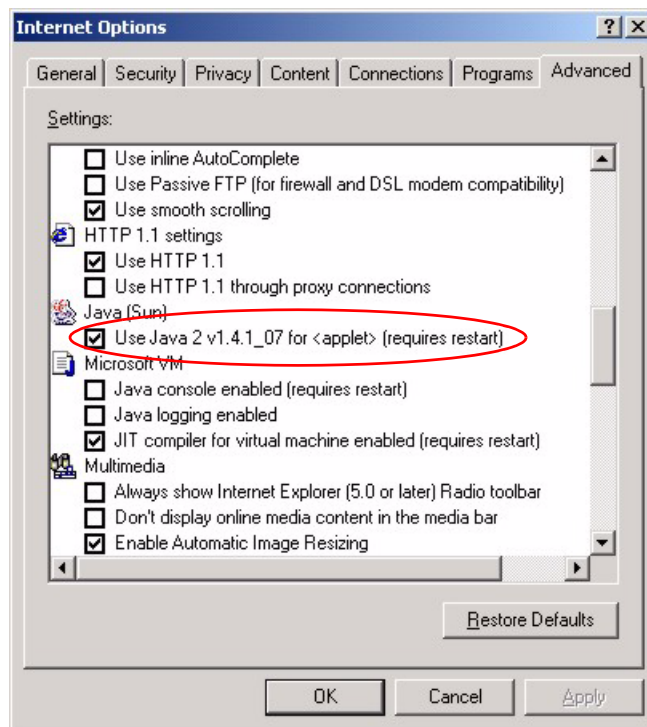 Internet Options
General Security Privacy Content Connections Programs Advanced
Settings:
Use inline AutoComplete
Use Passive FTP (for firewall and DSL modem compatibility)
Use smooth scrolling
HTTP 1.1 settings
Use HTTP 1.1
Use HTTP 1.1 through proxy connections
Java (Sun)
Use Java 2 v1.4.1_07 for <applet> (requires restart)
Microsoft VM
Java console enabled (requires restart)
Java logging enabled
JIT compiler for virtual machine enabled (requires restart)
Multimedia
Always show Internet Explorer (5.0 or later) Radio toolbar
Don't display online media content in the media bar
Enable Automatic Image Resizing
Restore Defaults
OK Cancel Apply